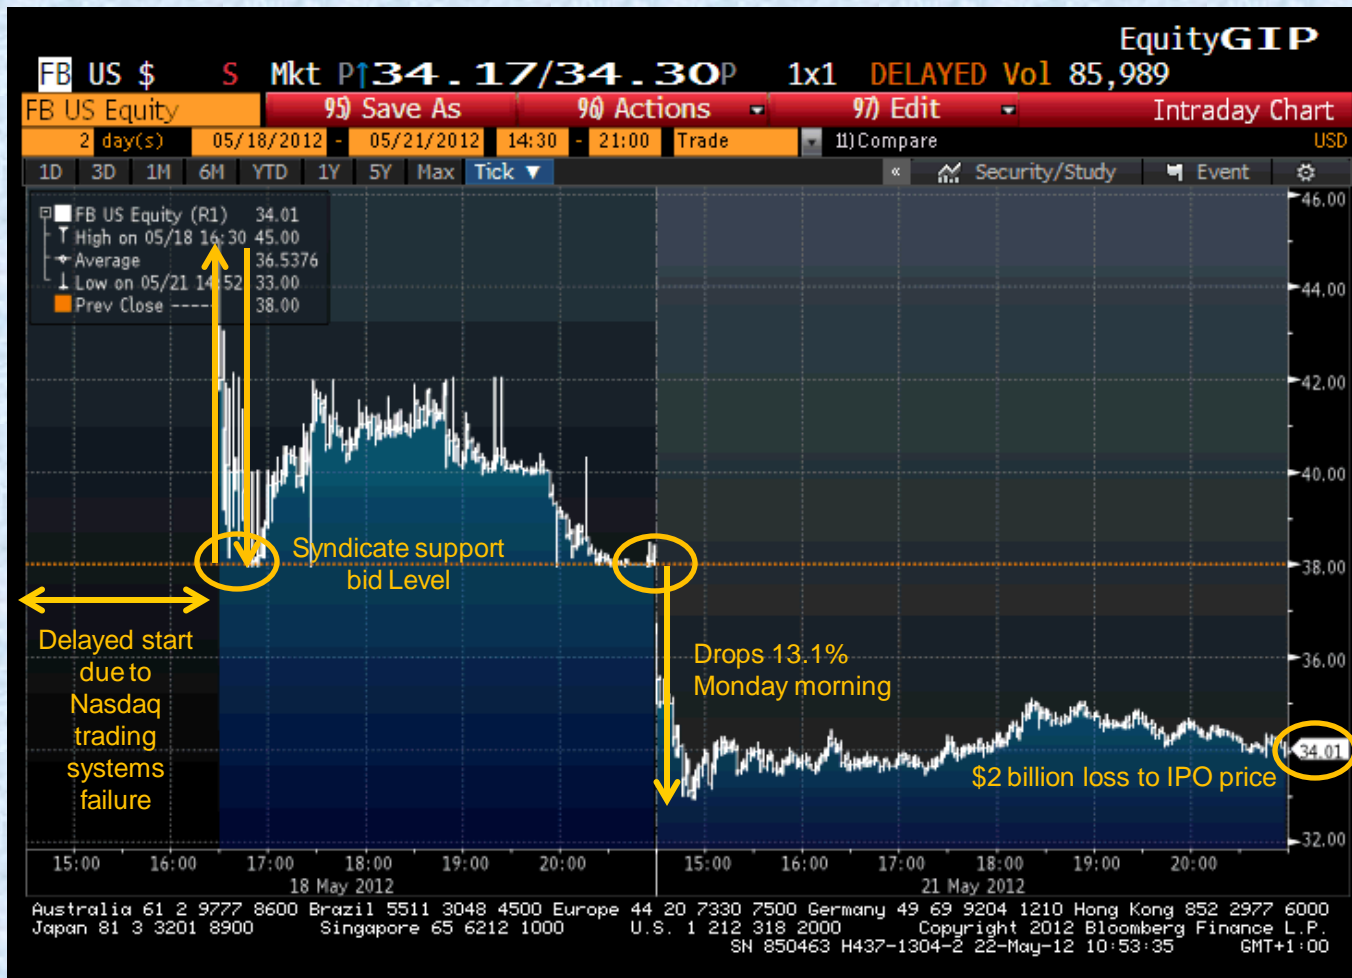 EquityGIP
FB US $ S Mkt P↑34.17/34.30P 1x1 DELAYED Vol 85,989
FB US Equity 95) Save As 96) Actions 97) Edit Intraday Chart
2 day(s) 05/18/2012 - 05/21/2012 14:30 - 21:00 Trade 11)Compare USD
1D 3D 1M 6M YTD 1Y 5Y Max Tick ▼ « Security/Study Event
FB US Equity (R1) 34.01
High on 05/18 16:30 45.00
Average 36.5376
Low on 05/21 14:52 33.00
Prev Close ----- 38.00
46.00
44.00
42.00
40.00
38.00
36.00
34.01
32.00
Syndicate support
bid Level
Delayed start
due to
Nasdaq
trading
systems
failure
Drops 13.1%
Monday morning
$2 billion loss to IPO price
15:00 16:00 17:00 18:00 19:00 20:00 15:00 16:00 17:00 18:00 19:00 20:00
18 May 2012 21 May 2012
Australia 61 2 9777 8600 Brazil 5511 3048 4500 Europe 44 20 7330 7500 Germany 49 69 9204 1210 Hong Kong 852 2977 6000
Japan 81 3 3201 8900 Singapore 65 6212 1000 U.S. 1 212 318 2000 Copyright 2012 Bloomberg Finance L.P.
SN 850463 H437-1304-2 22-May-12 10:53:35 GMT+1:00